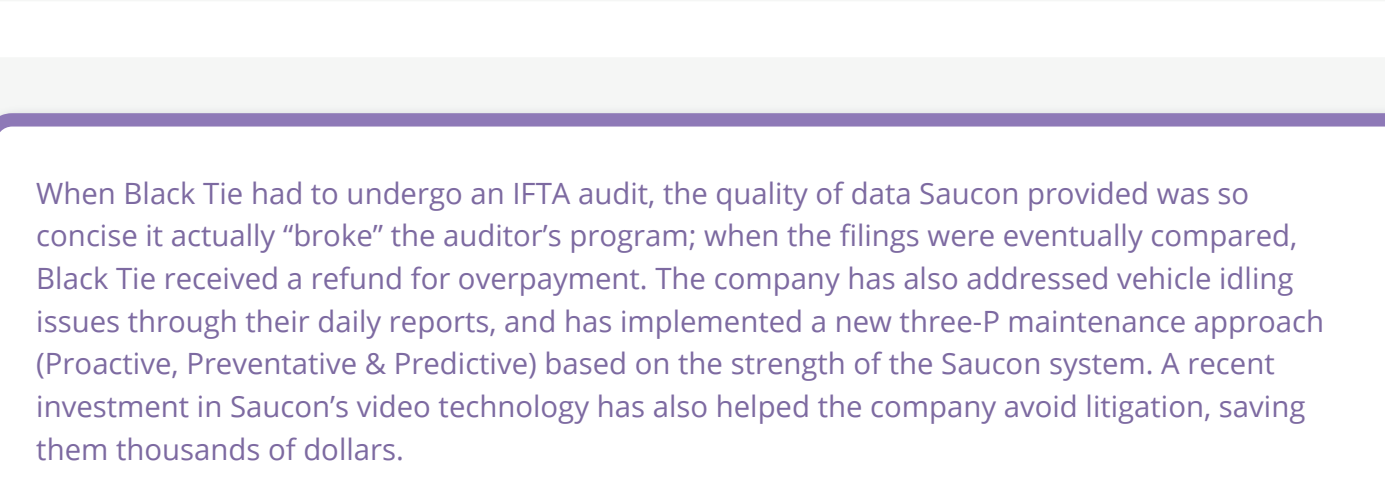 When Black Tie had to undergo an IFTA audit, the quality of data Saucon provided was so
concise it actually “broke” the auditor’s program; when the filings were eventually compared,
Black Tie received a refund for overpayment. The company has also addressed vehicle idling
issues through their daily reports, and has implemented a new three-P maintenance approach
(Proactive, Preventative & Predictive) based on the strength of the Saucon system. A recent
investment in Saucon’s video technology has also helped the company avoid litigation, saving
them thousands of dollars.